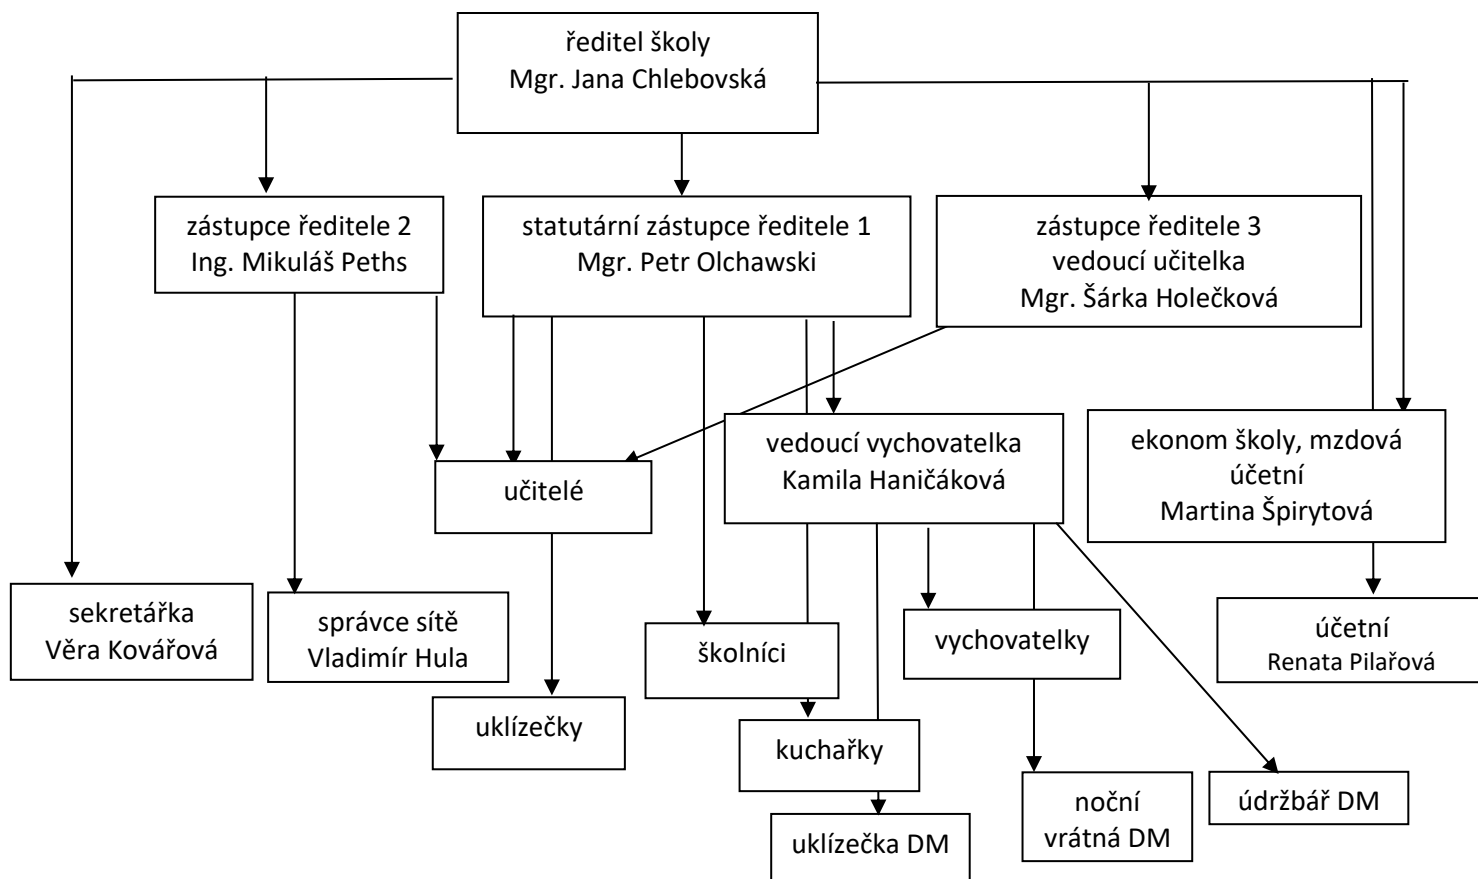 ředitel školy
Mgr. Jana Chlebovská
zástupce ředitele 2
Ing. Mikuláš Peths
statutární zástupce ředitele 1
Mgr. Petr Olchawski
zástupce ředitele 3
vedoucí učitelka
Mgr. Šárka Holečková
učitelé
vedoucí vychovatelka
Kamila Haničáková
ekonom školy, mzdová
účetní
Martina Špirytová
sekretářka
Věra Kovářová
správce sítě
Vladimír Hula
školníci
vychovatelky
účetní
Renata Pilařová
uklízečky
kuchařky
noční
vrátná DM
údržbář DM
uklízečka DM